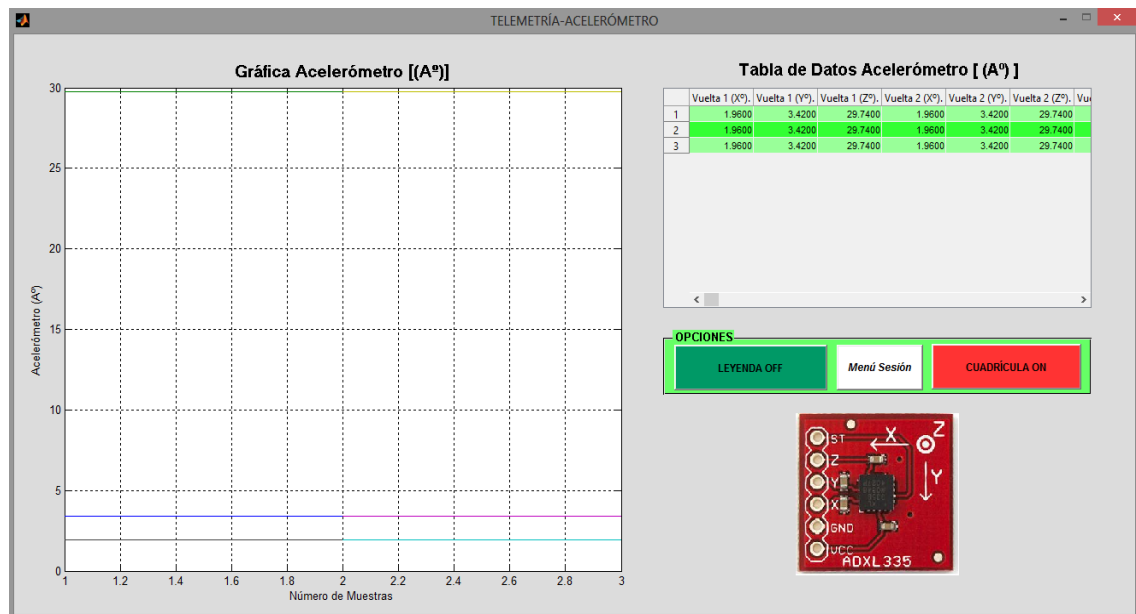 TELEMETRÍA-ACELERÓMETRO
Gráfica Acelerómetro [(Aº)]
30
25
20
15
10
5
0
Acelerómetro (Aº)
1 1.2 1.4 1.6 1.8 2 2.2 2.4 2.6 2.8 3
Número de Muestras
Tabla de Datos Acelerómetro [ (Aº) ]
Vuelta 1 (Xº). Vuelta 1 (Yº). Vuelta 1 (Zº). Vuelta 2 (Xº). Vuelta 2 (Yº). Vuelta 2 (Zº). Vu
1 1.9600 3.4200 29.7400 1.9600 3.4200 29.7400
2 1.9600 3.4200 29.7400 1.9600 3.4200 29.7400
3 1.9600 3.4200 29.7400 1.9600 3.4200 29.7400
OPCIONES
LEYENDA OFF Menú Sesión CUADRÍCULA ON
ST X Z
Z
Y Y
X
GND
VCC
ADXL335